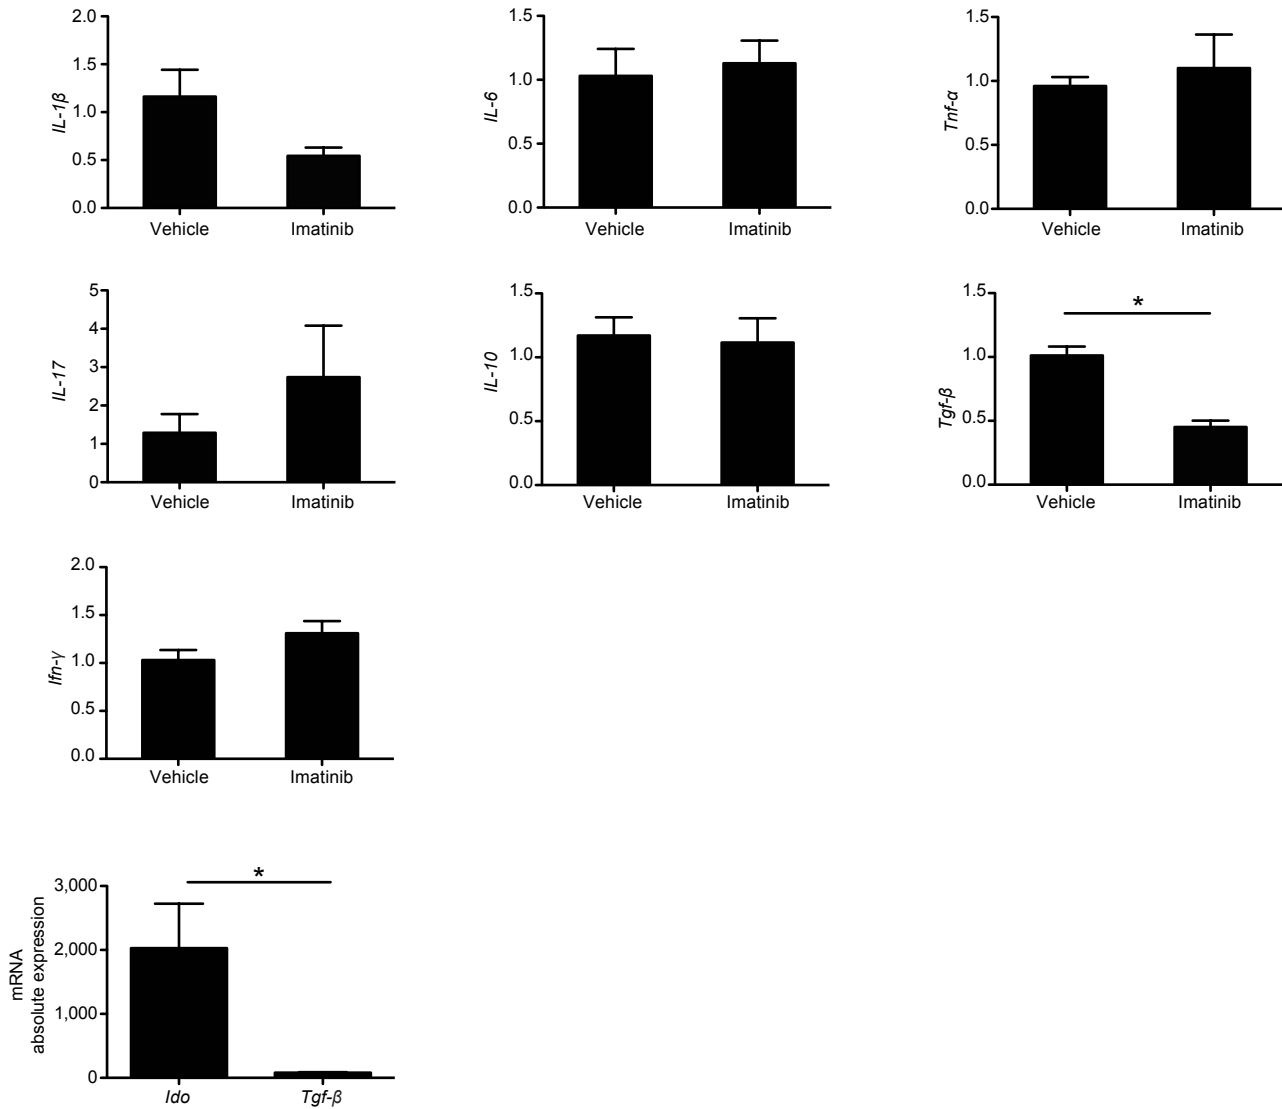 2.0
1.5
1.0
0.5
0.0
IL-1β
Vehicle Imatinib
1.5
1.0
0.5
0.0
IL-6
Vehicle Imatinib
1.5
1.0
0.5
0.0
Tnf-α
Vehicle Imatinib
5
4
3
2
1
0
IL-17
Vehicle Imatinib
1.5
1.0
0.5
0.0
IL-10
Vehicle Imatinib
*
1.5
1.0
0.5
0.0
Tgf-β
Vehicle Imatinib
2.0
1.5
1.0
0.5
0.0
Ifn-γ
Vehicle Imatinib
*
3,000
2,000
1,000
0
mRNA
absolute expression
Ido Tgf-β